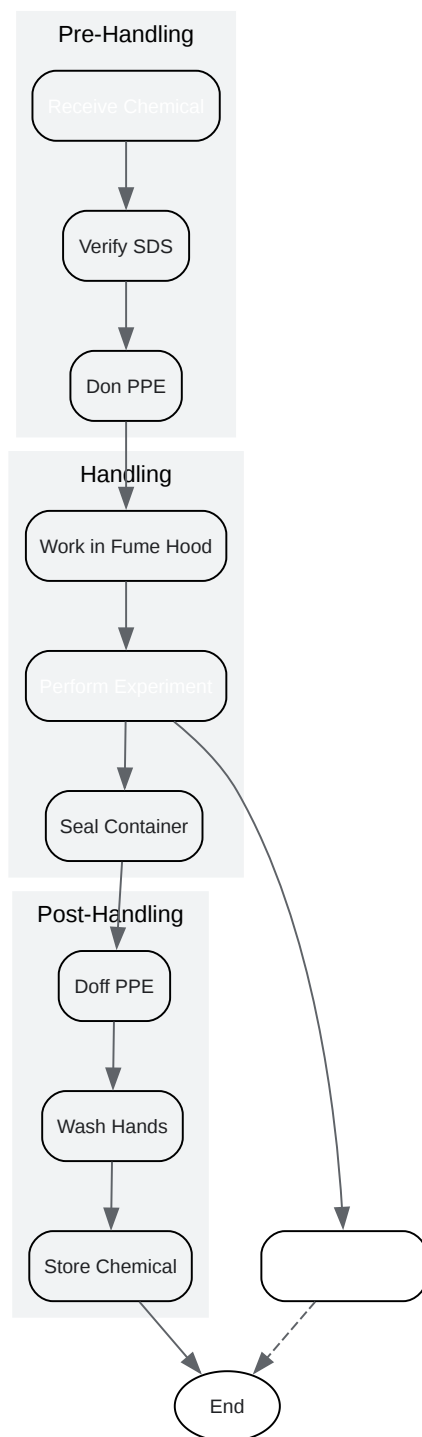 Pre-Handling
Receive Chemical
Verify SDS
Don PPE
Handling
Work in Fume Hood
Perform Experiment
Seal Container
Post-Handling
Doff PPE
Wash Hands
Store Chemical
End